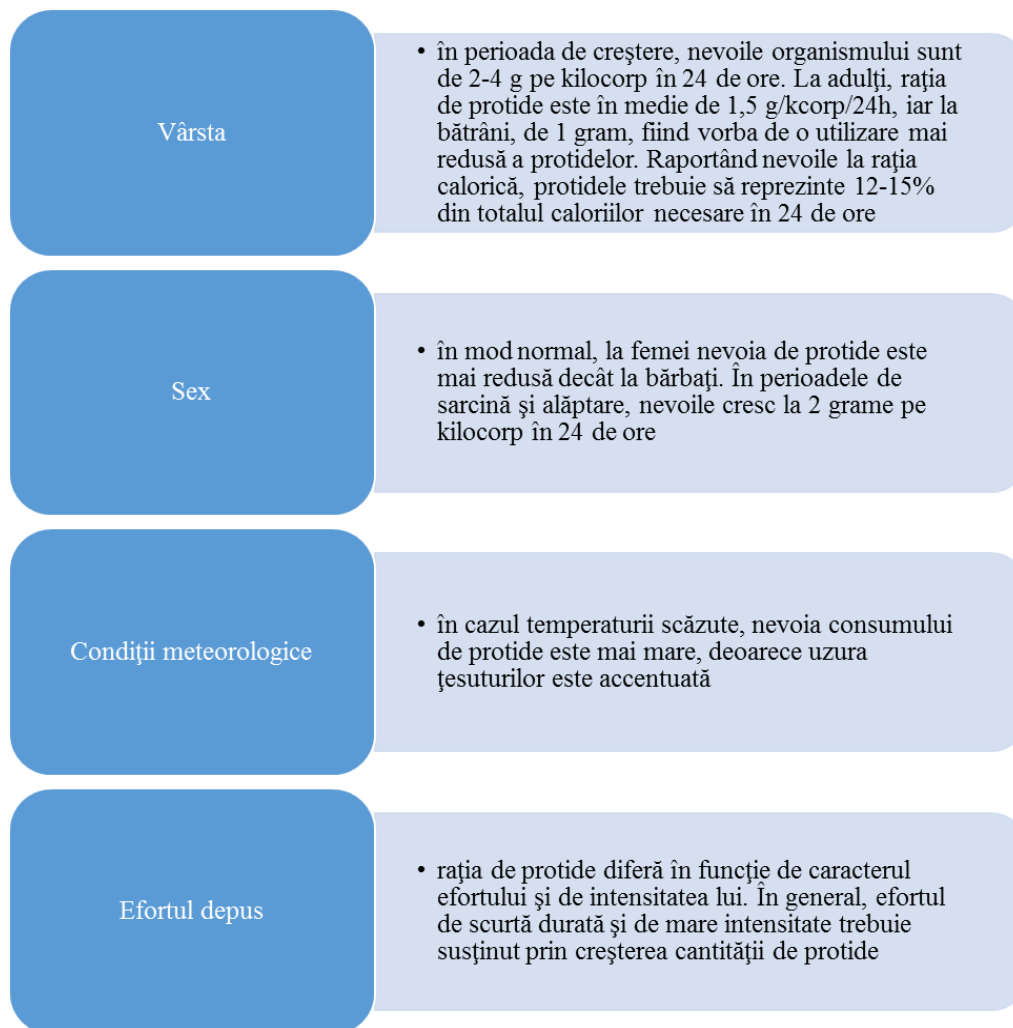 Vârsta
• în perioada de creştere, nevoile organismului sunt
de 2-4 g pe kilocorp în 24 de ore. La adulţi, raţia
de protide este în medie de 1,5 g/kcorp/24h, iar la
bătrâni, de 1 gram, fiind vorba de o utilizare mai
redusă a protidelor. Raportând nevoile la raţia
calorică, protidele trebuie să reprezinte 12-15%
din totalul caloriilor necesare în 24 de ore
Sex
• în mod normal, la femei nevoia de protide este
mai redusă decât la bărbaţi. În perioadele de
sarcină şi alăptare, nevoile cresc la 2 grame pe
kilocorp în 24 de ore
Condiţii meteorologice
• în cazul temperaturii scăzute, nevoia consumului
de protide este mai mare, deoarece uzura
ţesuturilor este accentuată
Efortul depus
• raţia de protide diferă în funcţie de caracterul
efortului şi de intensitatea lui. În general, efortul
de scurtă durată şi de mare intensitate trebuie
susţinut prin creşterea cantităţii de protide